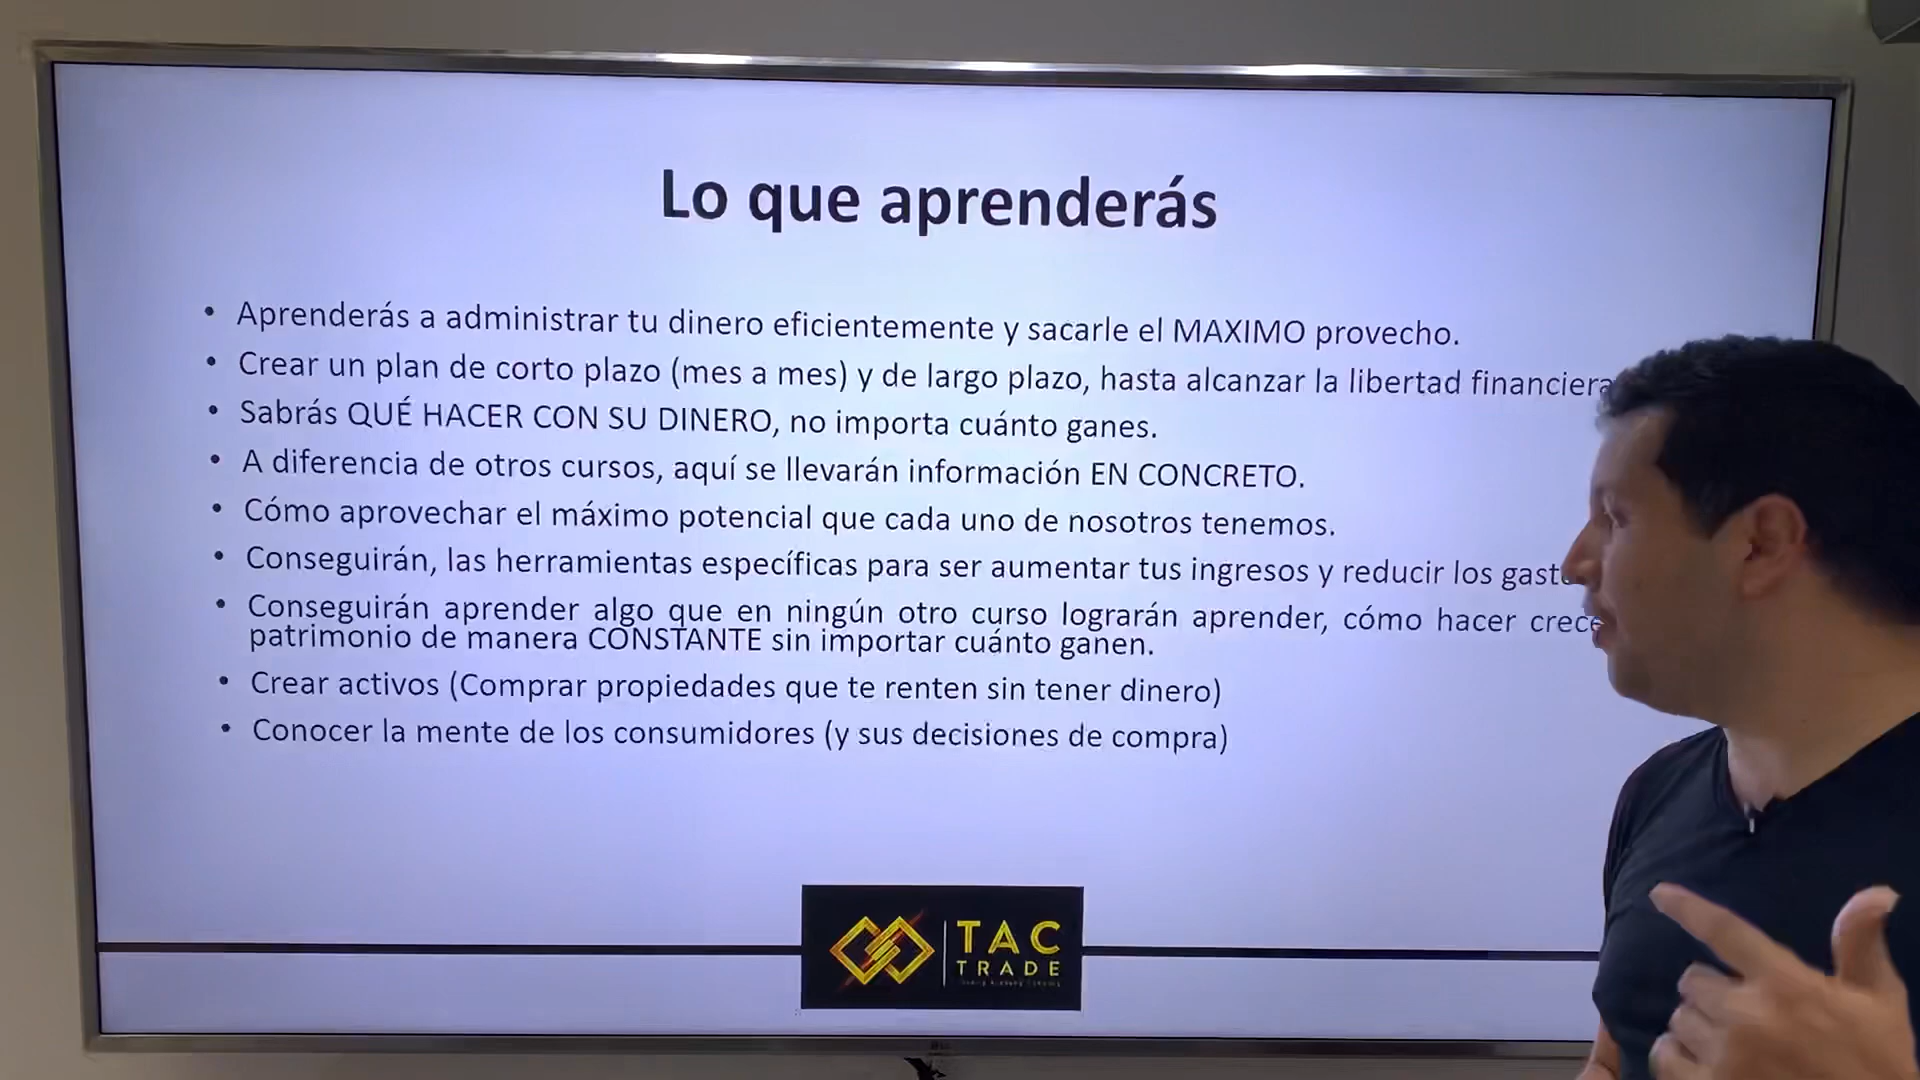 Lo que aprenderás
• Aprenderás a administrar tu dinero eficientemente y sacarle el MAXIMO provecho.
• Crear un plan de corto plazo (mes a mes) y de largo plazo, hasta alcanzar la libertad financiera
• Sabrás QUÉ HACER CON SU DINERO, no importa cuánto ganes.
• A diferencia de otros cursos, aquí se llevarán información EN CONCRETO.
• Cómo aprovechar el máximo potencial que cada uno de nosotros tenemos.
• Conseguirán, las herramientas específicas para ser aumentar tus ingresos y reducir los
• Conseguirán aprender algo que en ningún otro curso lograrán aprender, cómo hacer
patrimonio de manera CONSTANTE sin importar cuánto ganen.
• Crear activos (Comprar propiedades que te renten sin tener dinero)
• Conocer la mente de los consumidores (y sus decisiones de compra)
TAC
TRADE